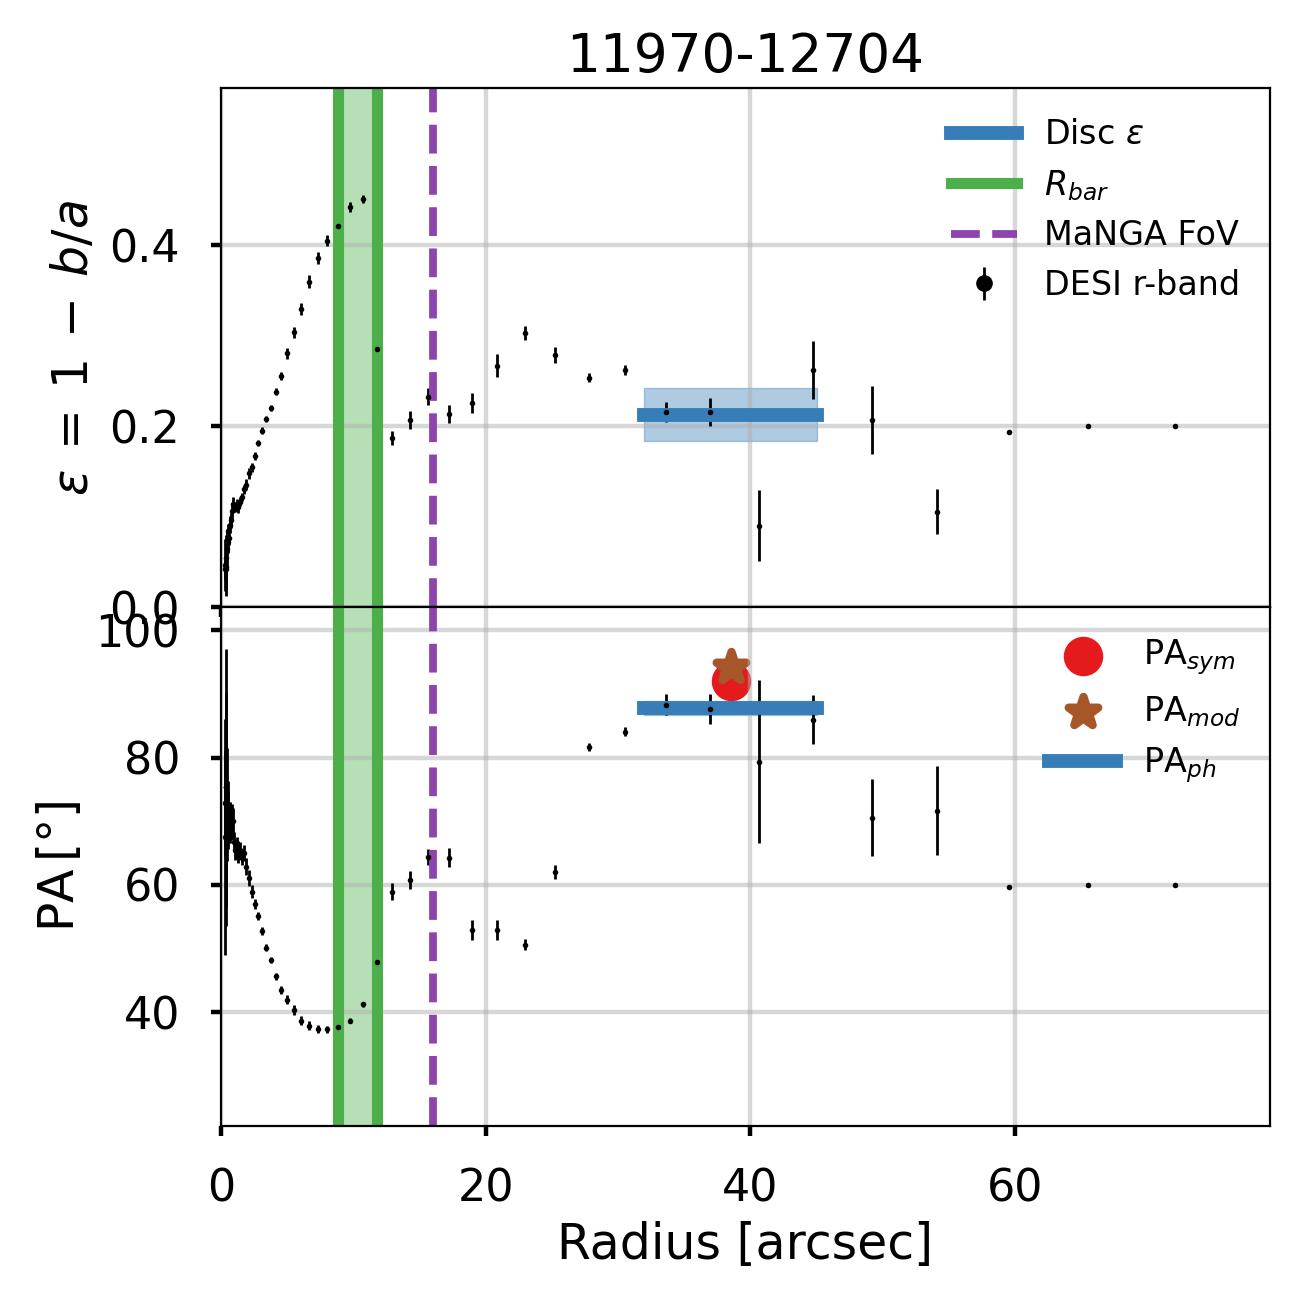 11970-12704
ε = 1 − b/a
0.4
0.2
0.0
Disc ε
R_bar
MaNGA FoV
DESI r-band
PA [°]
100
80
60
40
PA_sym
PA_mod
PA_ph
0 20 40 60
Radius [arcsec]